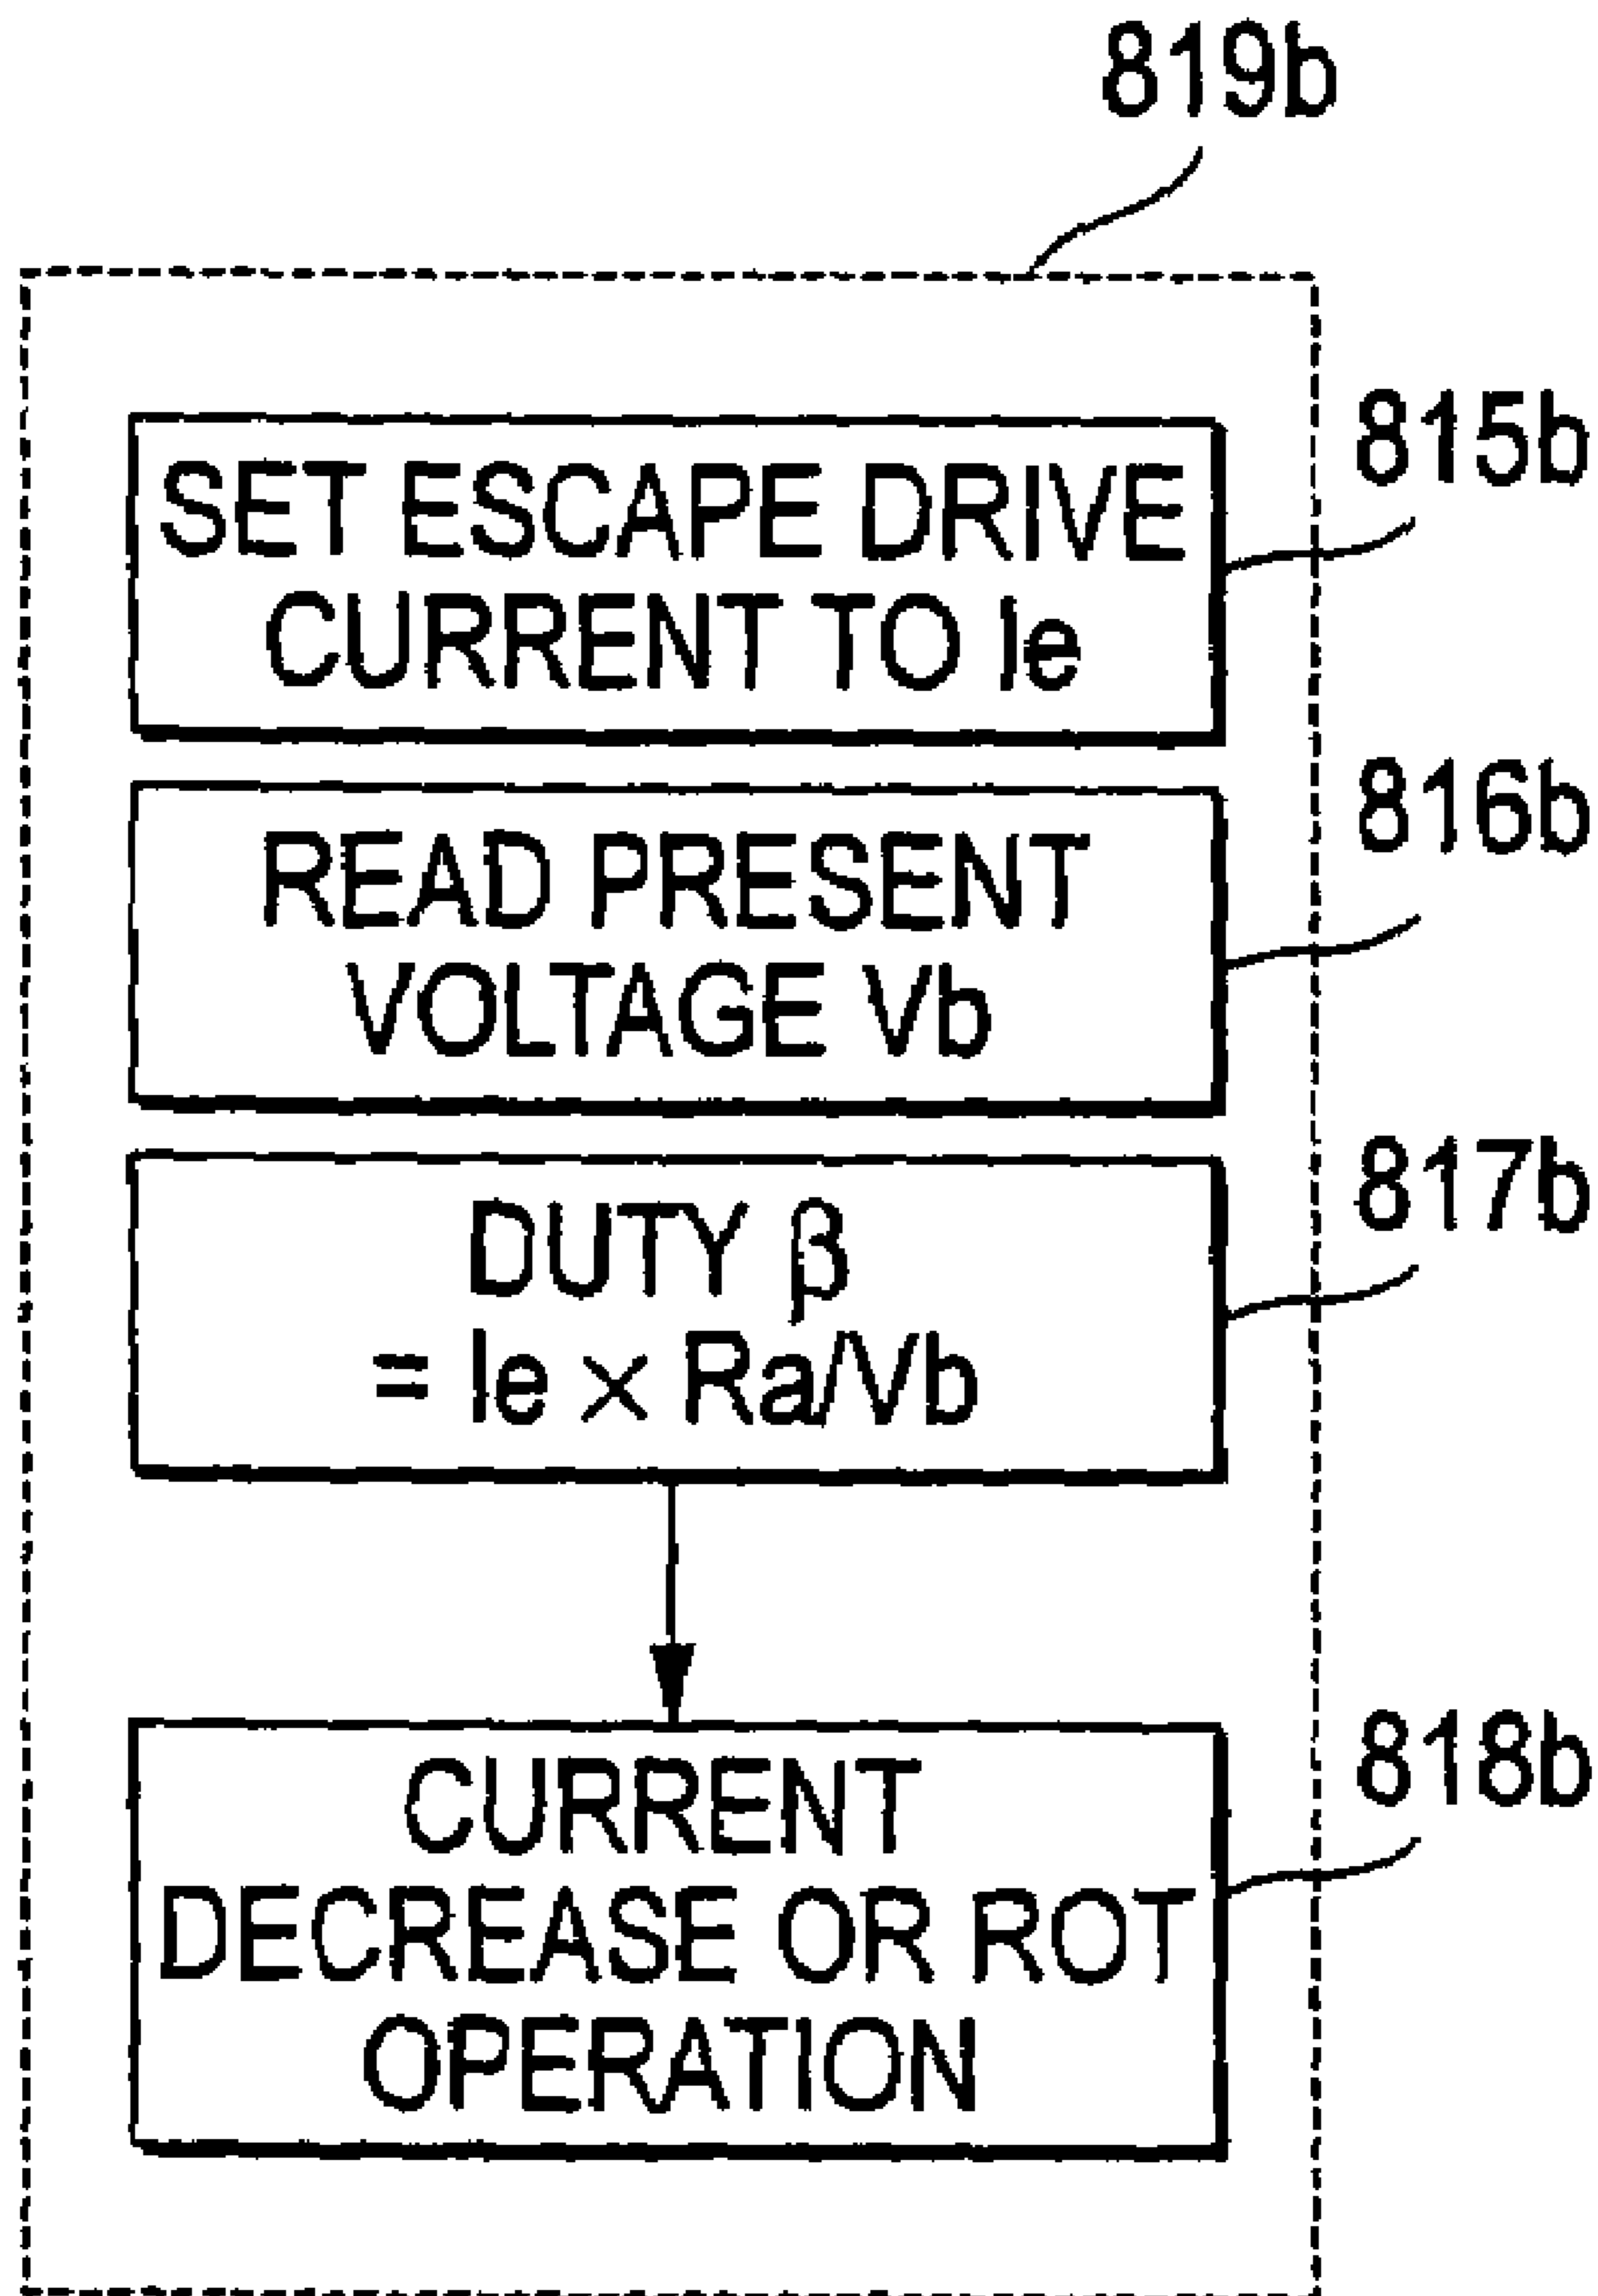 819b
SET ESCAPE DRIVE
CURRENT TO Ie
815b
READ PRESENT
VOLTAGE Vb
816b
DUTY β
= Ie × Ra/Vb
817b
CURRENT
DECREASE OR ROT
OPERATION
818b